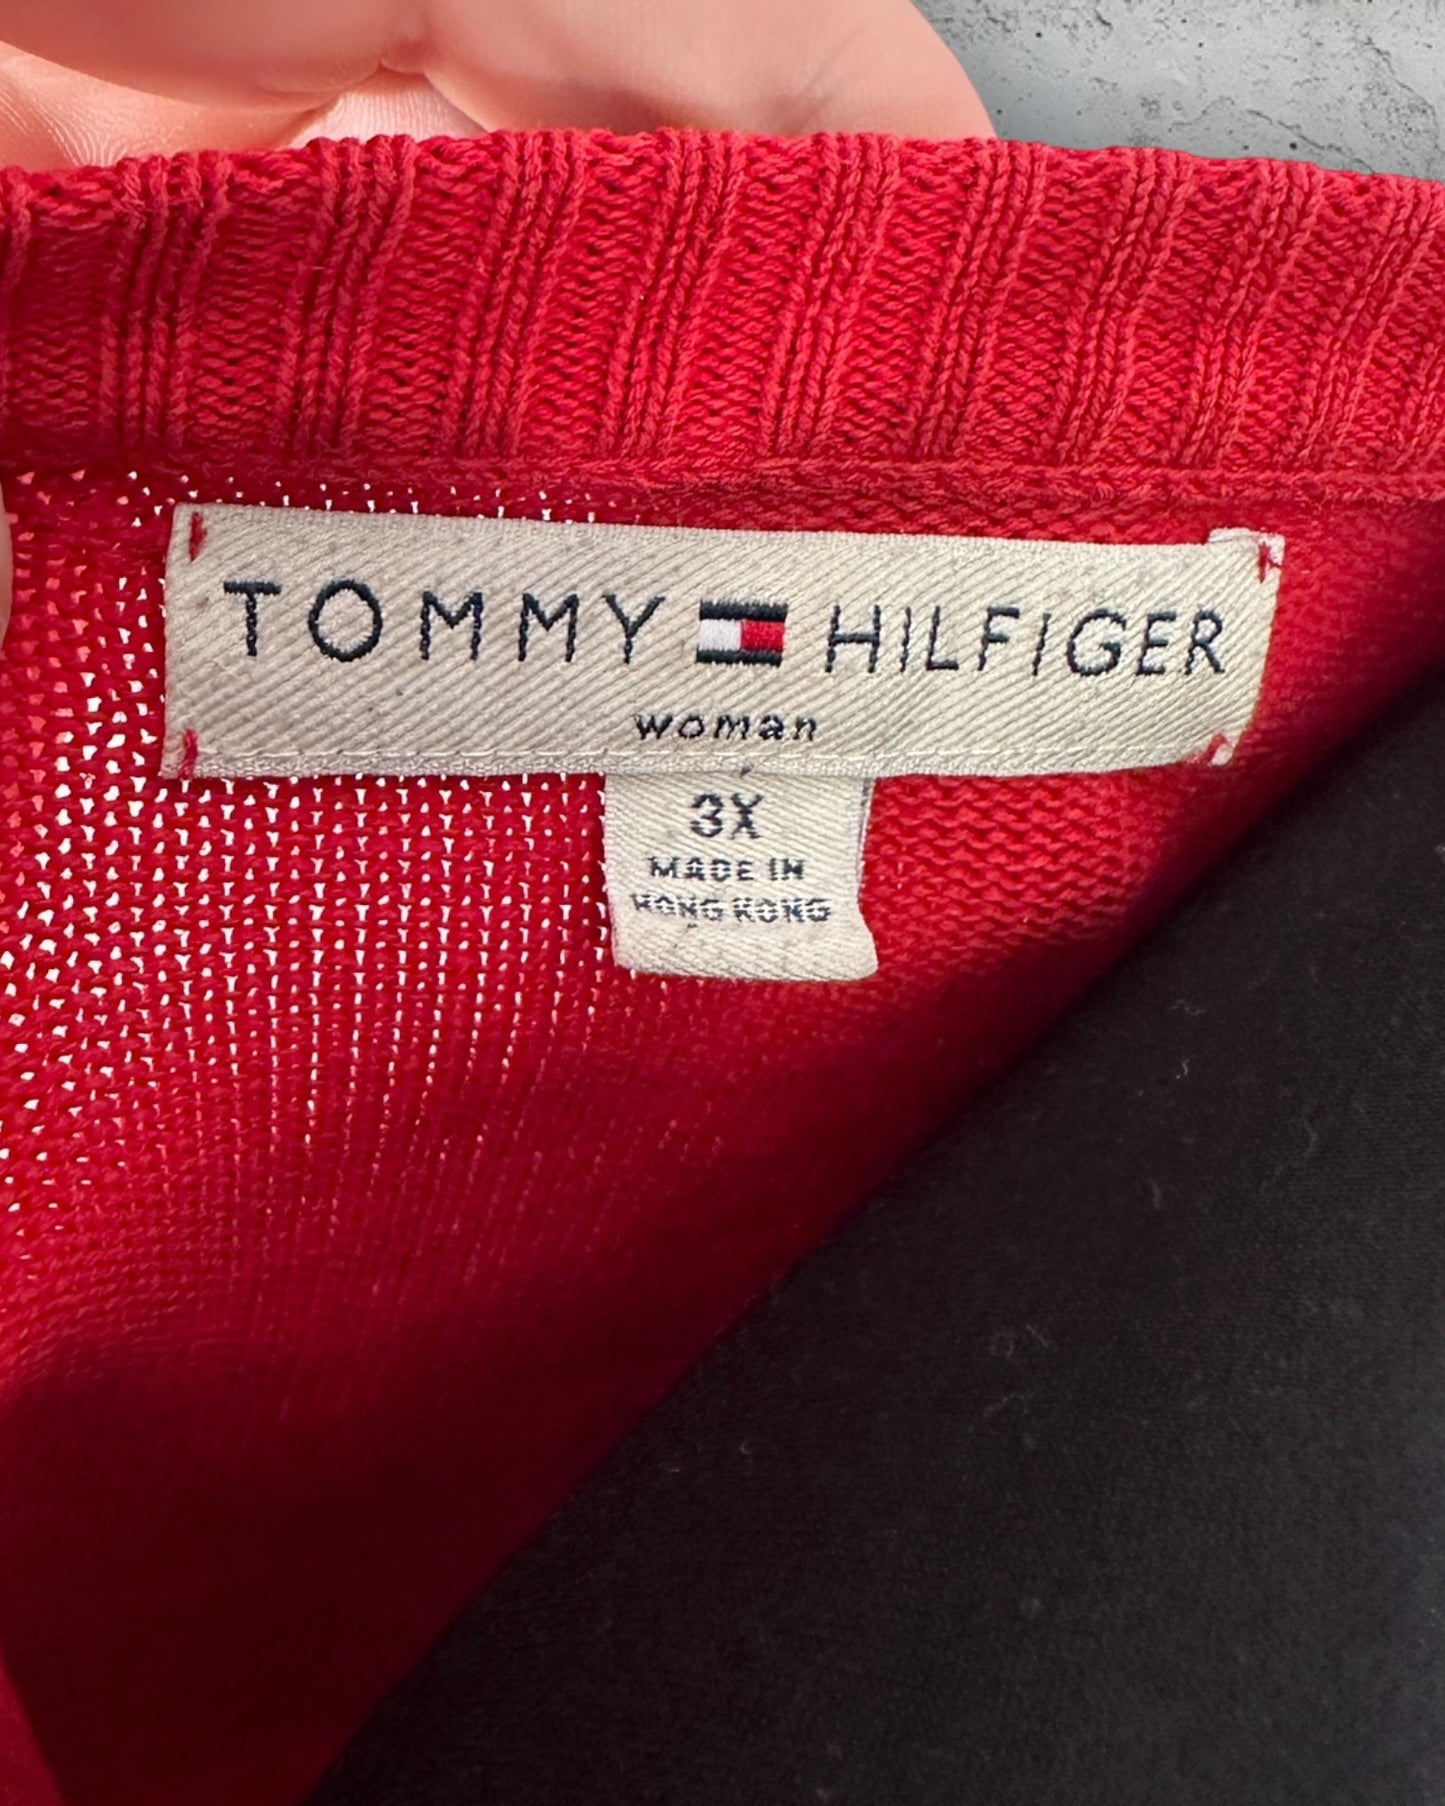 TOMMY HILFIGER
woman
3X
MADE IN
HONG KONG